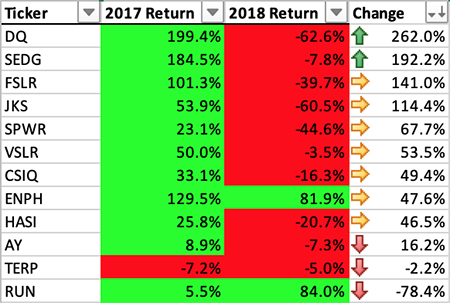 Ticker 2017 Return 2018 Return Change
DQ 199.4% -62.6% 262.0%
SEDG 184.5% -7.8% 192.2%
FSLR 101.3% -39.7% 141.0%
JKS 53.9% -60.5% 114.4%
SPWR 23.1% -44.6% 67.7%
VSLR 50.0% -3.5% 53.5%
CSIQ 33.1% -16.3% 49.4%
ENPH 129.5% 81.9% 47.6%
HASI 25.8% -20.7% 46.5%
AY 8.9% -7.3% 16.2%
TERP -7.2% -5.0% -2.2%
RUN 5.5% 84.0% -78.4%